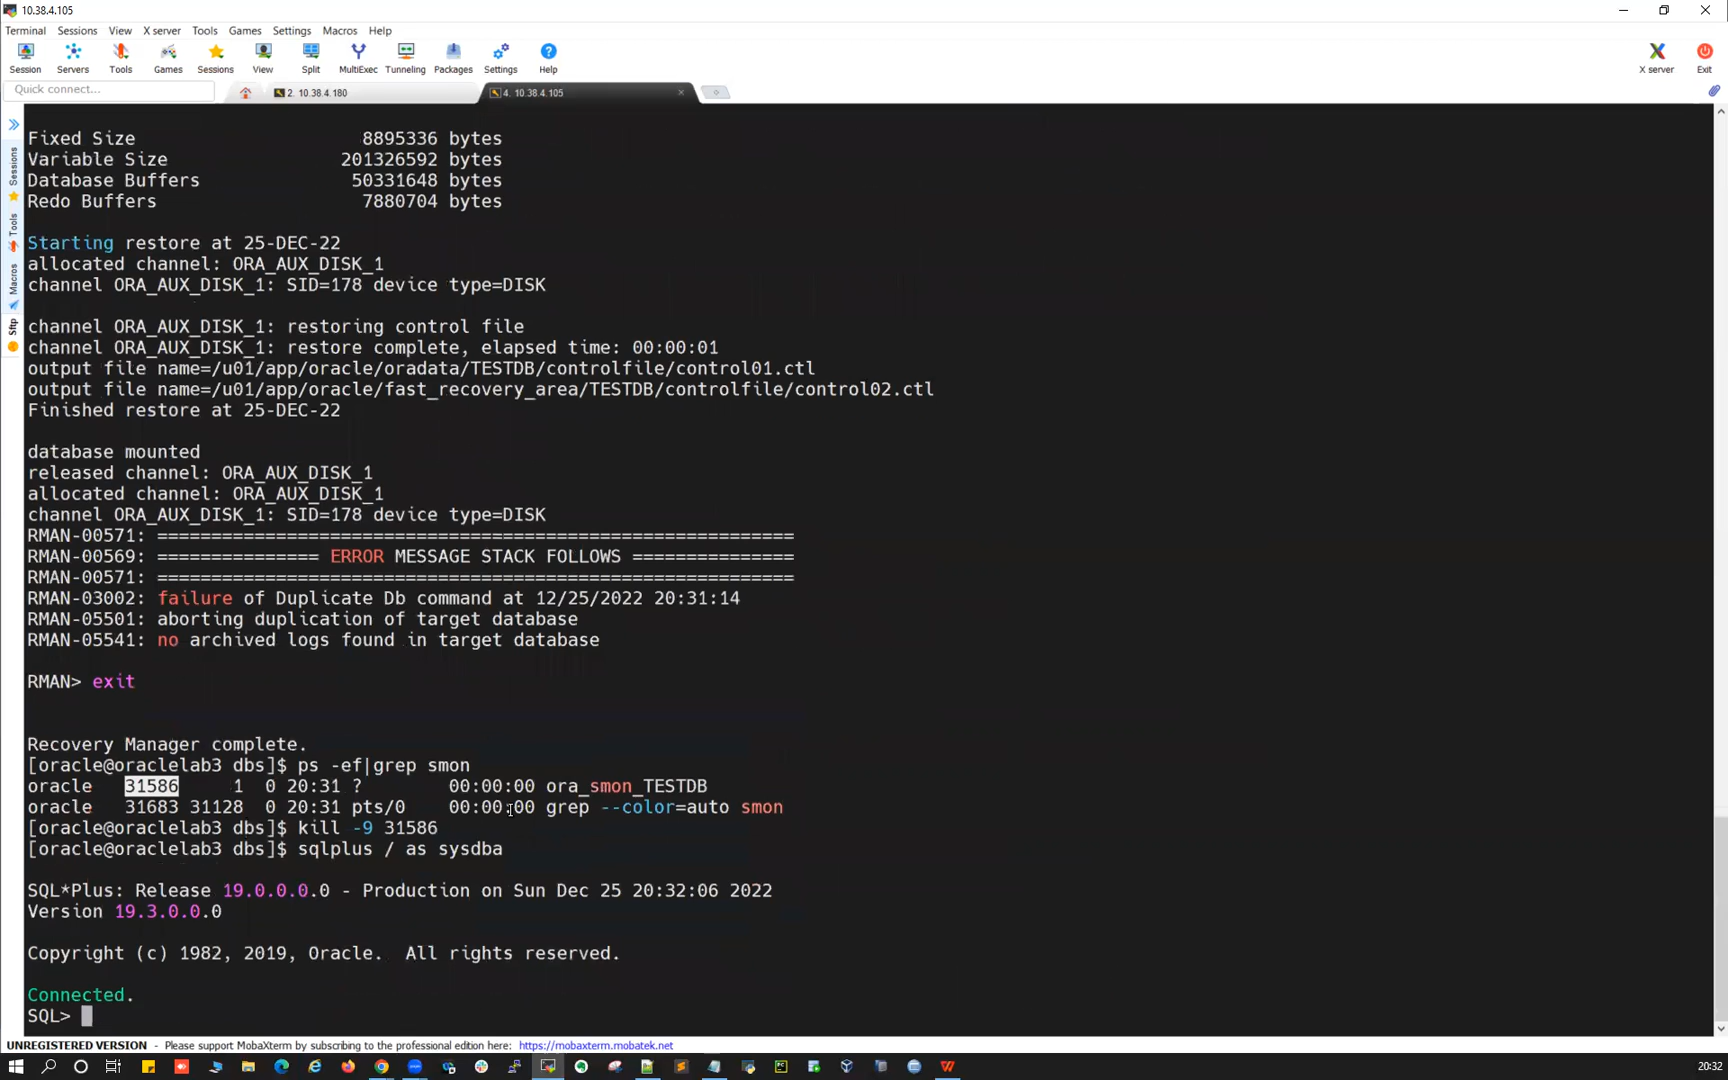 10.38.4.105
Terminal Sessions View X server Tools Games Settings Macros Help
Session Servers Tools Games Sessions View Split MultiExec Tunneling Packages Settings Help X server Exit
Quick connect... 2. 10.38.4.180 4. 10.38.4.105
Sessions
Tools
Macros
Sftp
Fixed Size 8895336 bytes
Variable Size 201326592 bytes
Database Buffers 50331648 bytes
Redo Buffers 7880704 bytes
Starting restore at 25-DEC-22
allocated channel: ORA_AUX_DISK_1
channel ORA_AUX_DISK_1: SID=178 device type=DISK
channel ORA_AUX_DISK_1: restoring control file
channel ORA_AUX_DISK_1: restore complete, elapsed time: 00:00:01
output file name=/u01/app/oracle/oradata/TESTDB/controlfile/control01.ctl
output file name=/u01/app/oracle/fast_recovery_area/TESTDB/controlfile/control02.ctl
Finished restore at 25-DEC-22
database mounted
released channel: ORA_AUX_DISK_1
allocated channel: ORA_AUX_DISK_1
channel ORA_AUX_DISK_1: SID=178 device type=DISK
RMAN-00571: ===========================================================
RMAN-00569: =============== ERROR MESSAGE STACK FOLLOWS ===============
RMAN-00571: ===========================================================
RMAN-03002: failure of Duplicate Db command at 12/25/2022 20:31:14
RMAN-05501: aborting duplication of target database
RMAN-05541: no archived logs found in target database
RMAN> exit
Recovery Manager complete.
[oracle@oraclelab3 dbs]$ ps -ef|grep smon
oracle 31586 1 0 20:31 ? 00:00:00 ora_smon_TESTDB
oracle 31683 31128 0 20:31 pts/0 00:00:00 grep --color=auto smon
[oracle@oraclelab3 dbs]$ kill -9 31586
[oracle@oraclelab3 dbs]$ sqlplus / as sysdba
SQL*Plus: Release 19.0.0.0.0 - Production on Sun Dec 25 20:32:06 2022
Version 19.3.0.0.0
Copyright (c) 1982, 2019, Oracle. All rights reserved.
Connected.
SQL>
UNREGISTERED VERSION - Please support MobaXterm by subscribing to the professional edition here: https://mobaxterm.mobatek.net
20:32